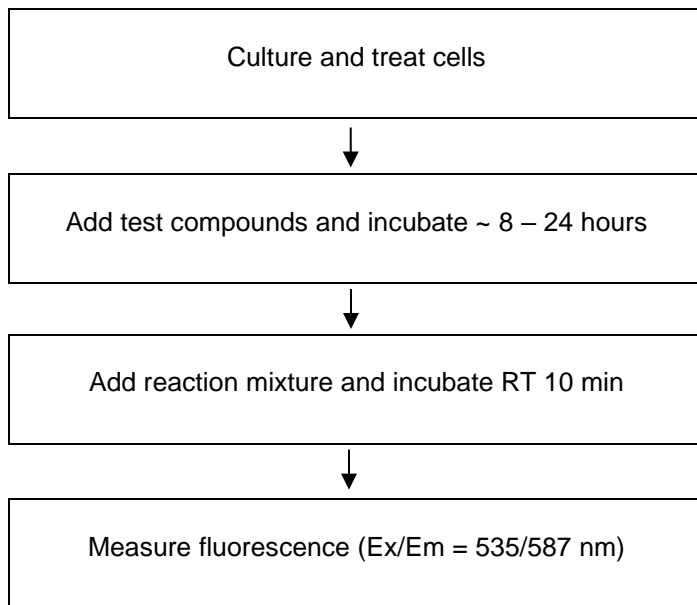 Culture and treat cells
Add test compounds and incubate ~ 8 – 24 hours
Add reaction mixture and incubate RT 10 min
Measure fluorescence (Ex/Em = 535/587 nm)